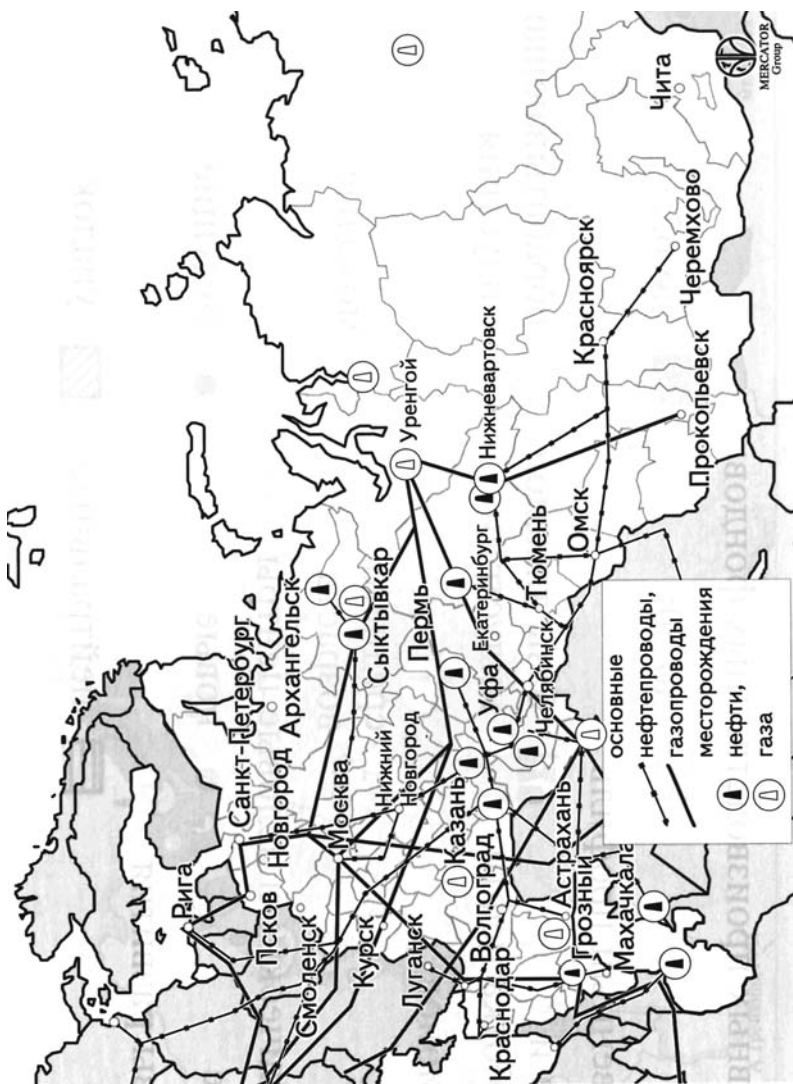 Рига
Псков
Санкт-Петербург
Новгород
Архангельск
Смоленск
Москва
Сыктывкар
Нижний
Новгород
Пермь
Уренгой
Курск
Казань
Уфа
Екатеринбург
Нижневартовск
Луганск
Волгоград
Челябинск
Тюмень
Омск
Красноярск
Краснодар
Астрахань
Грозный
Махачкала
Прокопьевск
Черемхово
Чита
основные
нефтепроводы,
газопроводы
месторождения
нефти,
газа
MERCATOR
Group